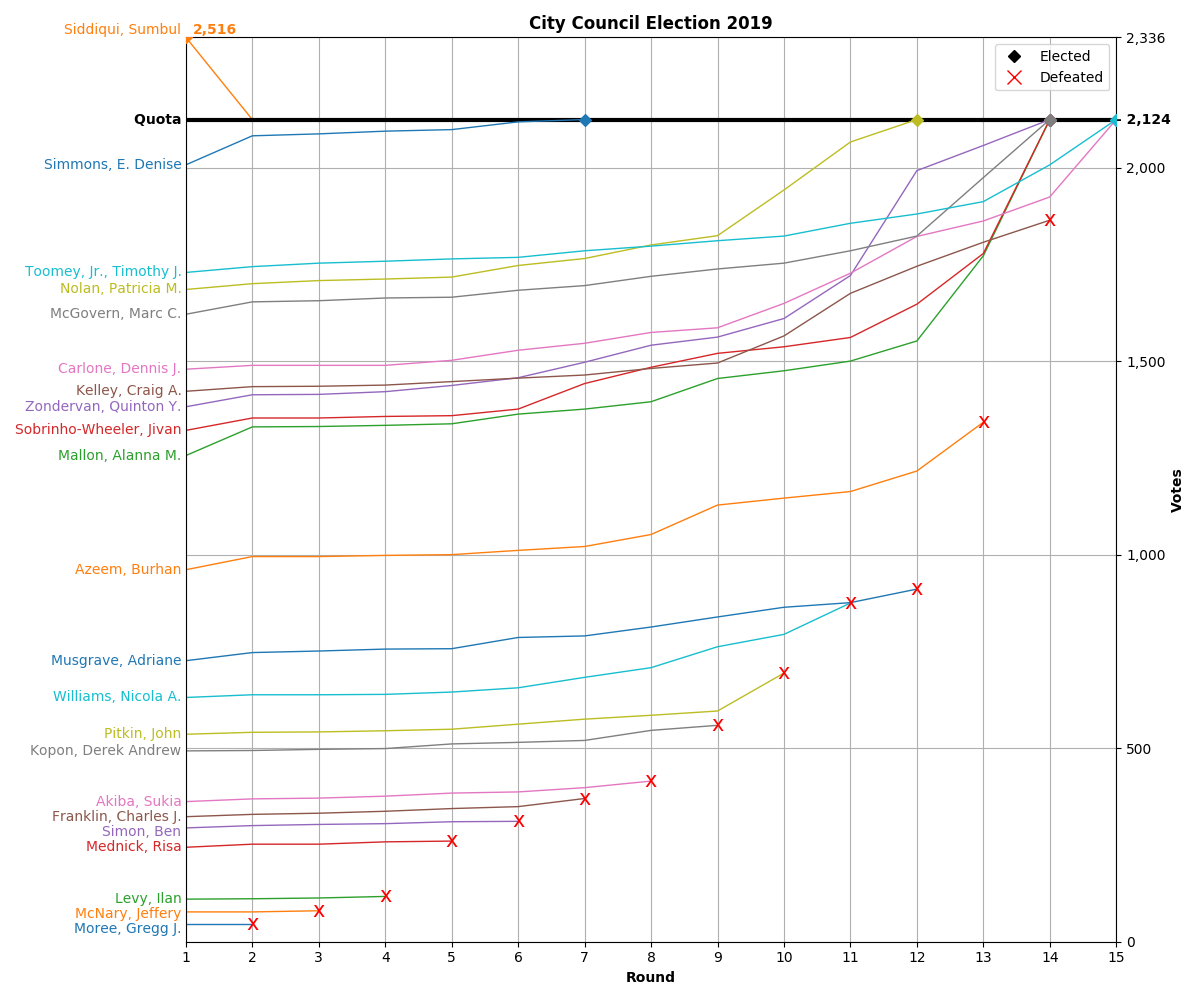 City Council Election 2019
Siddiqui, Sumbul 2,516
2,336
Elected
Defeated
Quota
2,124
Simmons, E. Denise
2,000
Toomey, Jr., Timothy J.
Nolan, Patricia M.
McGovern, Marc C.
Carlone, Dennis J.
1,500
Kelley, Craig A.
Zondervan, Quinton Y.
Sobrinho-Wheeler, Jivan
Mallon, Alanna M.
Votes
1,000
Azeem, Burhan
Musgrave, Adriane
Williams, Nicola A.
Pitkin, John
500
Kopon, Derek Andrew
Akiba, Sukia
Franklin, Charles J.
Simon, Ben
Mednick, Risa
Levy, Ilan
McNary, Jeffery
Moree, Gregg J.
0
1 2 3 4 5 6 7 8 9 10 11 12 13 14 15
Round